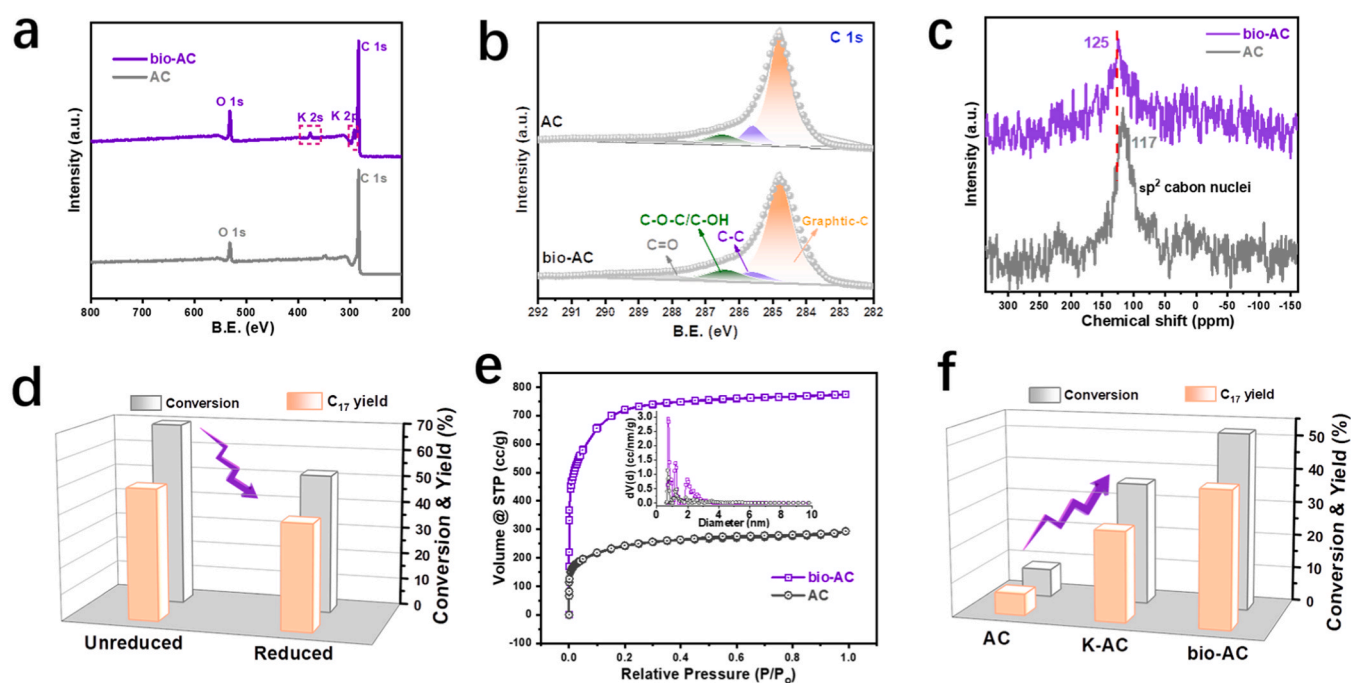 a
bio-AC
AC
C 1s
O 1s
K 2s
K 2p
C 1s
O 1s
Intensity (a.u.)
800 700 600 500 400 300 200
B.E. (eV)
b
C 1s
AC
C-O-C/C-OH
C=O
C-C
Graphtic-C
bio-AC
Intensity (a.u.)
292 291 290 289 288 287 286 285 284 283 282
B.E. (eV)
c
bio-AC
AC
125
117
sp² cabon nuclei
Intensity (a.u.)
300 250 200 150 100 50 0 -50 -100 -150
Chemical shift (ppm)
d
Conversion
C₁₇ yield
70
60
50
40
30
20
10
0
Conversion & Yield (%)
Unreduced
Reduced
e
800
700
600
500
400
300
200
100
0
-100
Volume @ STP (cc/g)
3.0
2.5
2.0
1.5
1.0
0.5
0.0
dV(d) (cc/nm/g)
0 2 4 6 8 10
Diameter (nm)
bio-AC
AC
0.0 0.2 0.4 0.6 0.8 1.0
Relative Pressure (P/Pₒ)
f
Conversion
C₁₇ yield
50
40
30
20
10
0
Conversion & Yield (%)
AC
K-AC
bio-AC